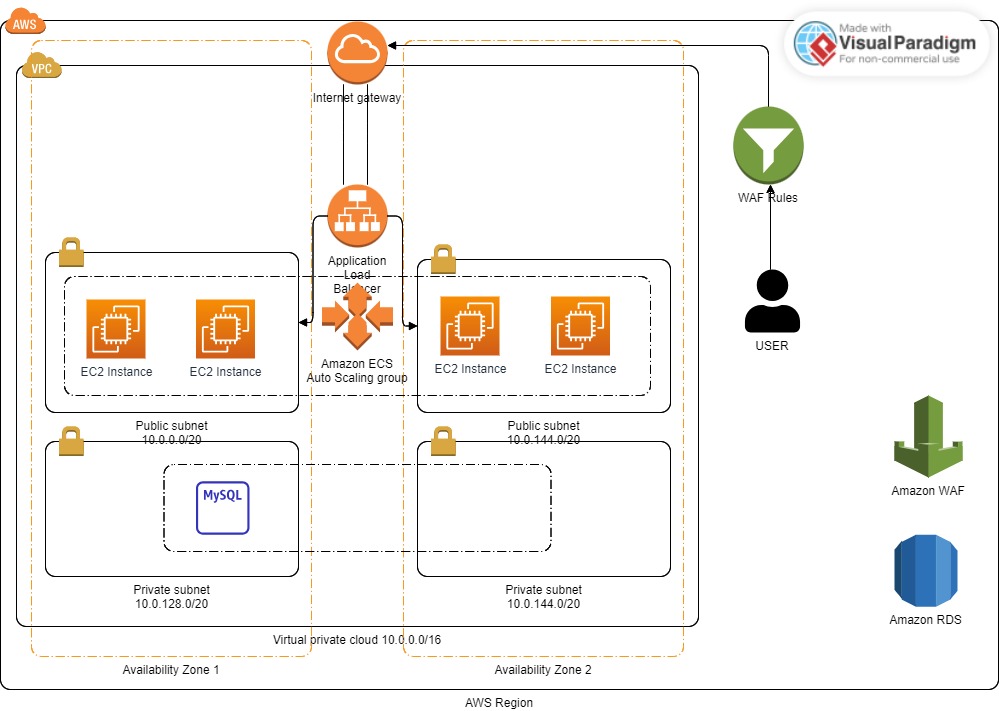 AWS
Made with
VisualParadigm
For non-commercial use
VPC
Internet gateway
WAF Rules
Application
Load
Balancer
USER
EC2 Instance
EC2 Instance
Amazon ECS
Auto Scaling group
EC2 Instance
EC2 Instance
Public subnet
10.0.0.0/20
Public subnet
10.0.144.0/20
MySQL
Amazon WAF
Private subnet
10.0.128.0/20
Private subnet
10.0.144.0/20
Amazon RDS
Virtual private cloud 10.0.0.0/16
Availability Zone 1
Availability Zone 2
AWS Region